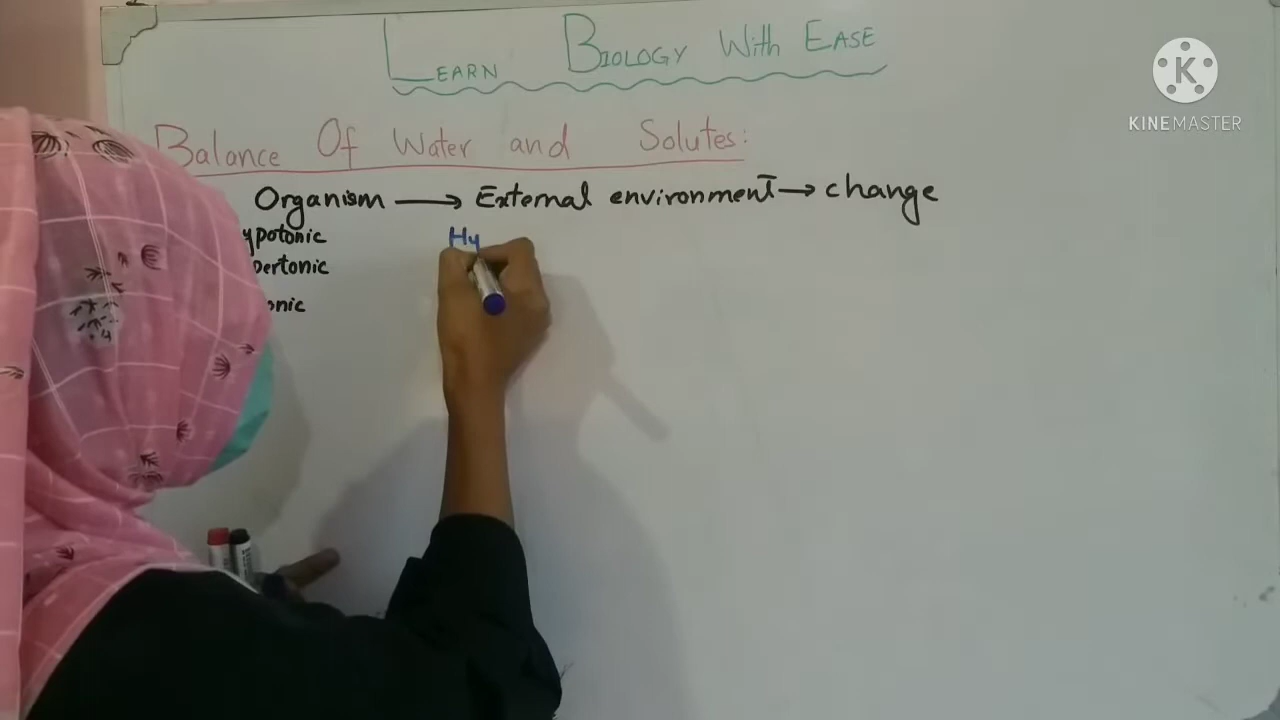 LEARN BIOLOGY With EASE
KINEMASTER
Balance Of Water and Solutes:
Organism → External environment → change
ypotonic Hy
pertonic
onic